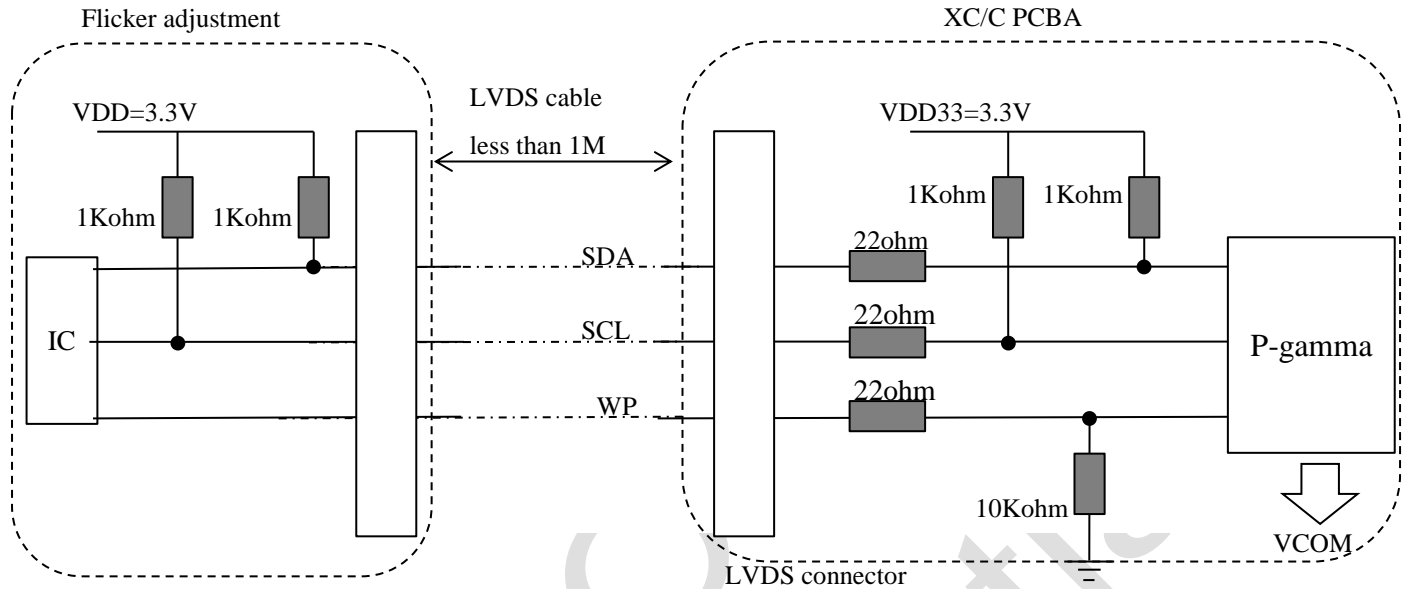 Flicker adjustment
XC/C PCBA
VDD=3.3V
LVDS cable
less than 1M
VDD33=3.3V
1Kohm
1Kohm
1Kohm
1Kohm
SDA
22ohm
IC
SCL
22ohm
P-gamma
WP
22ohm
10Kohm
VCOM
LVDS connector